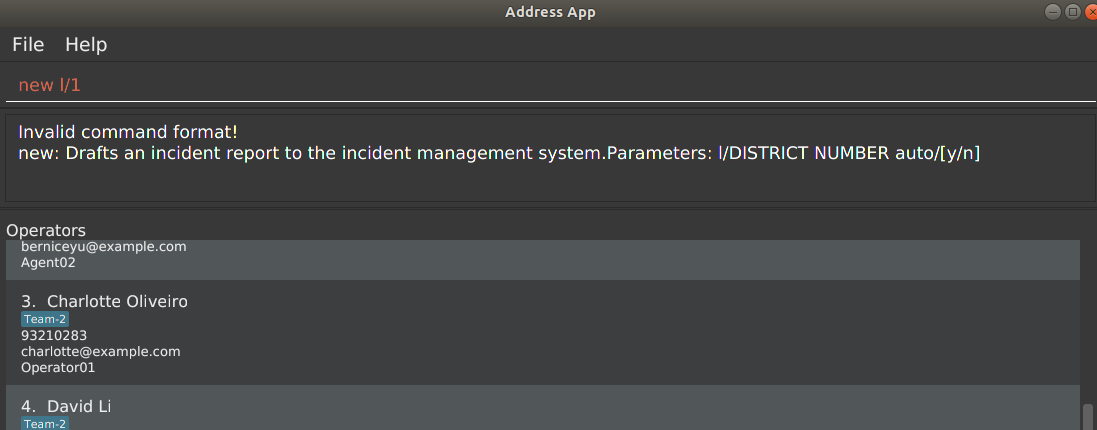 Address App
File Help
new l/1
Invalid command format!
new: Drafts an incident report to the incident management system.Parameters: l/DISTRICT NUMBER auto/[y/n]
Operators
berniceyu@example.com
Agent02
3. Charlotte Oliveiro
Team-2
93210283
charlotte@example.com
Operator01
4. David Li
Team-2